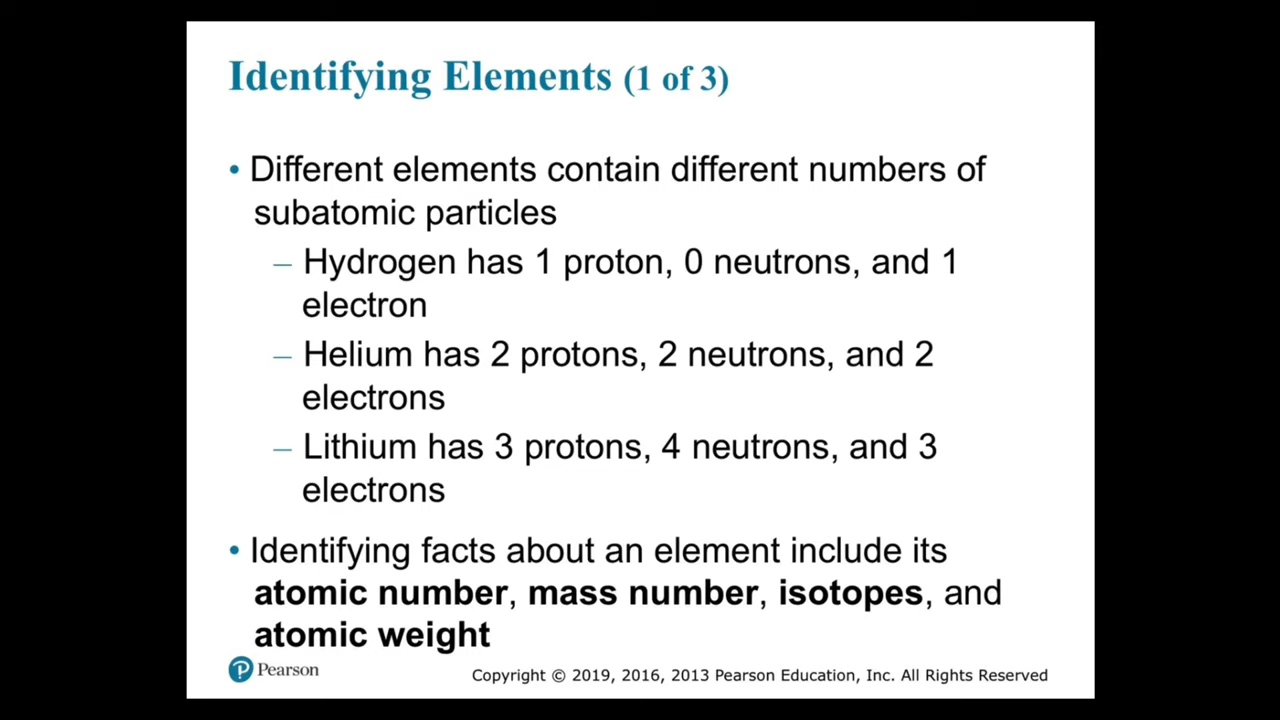 Identifying Elements (1 of 3)
• Different elements contain different numbers of
subatomic particles
– Hydrogen has 1 proton, 0 neutrons, and 1
electron
– Helium has 2 protons, 2 neutrons, and 2
electrons
– Lithium has 3 protons, 4 neutrons, and 3
electrons
• Identifying facts about an element include its
atomic number, mass number, isotopes, and
atomic weight
P Pearson
Copyright © 2019, 2016, 2013 Pearson Education, Inc. All Rights Reserved